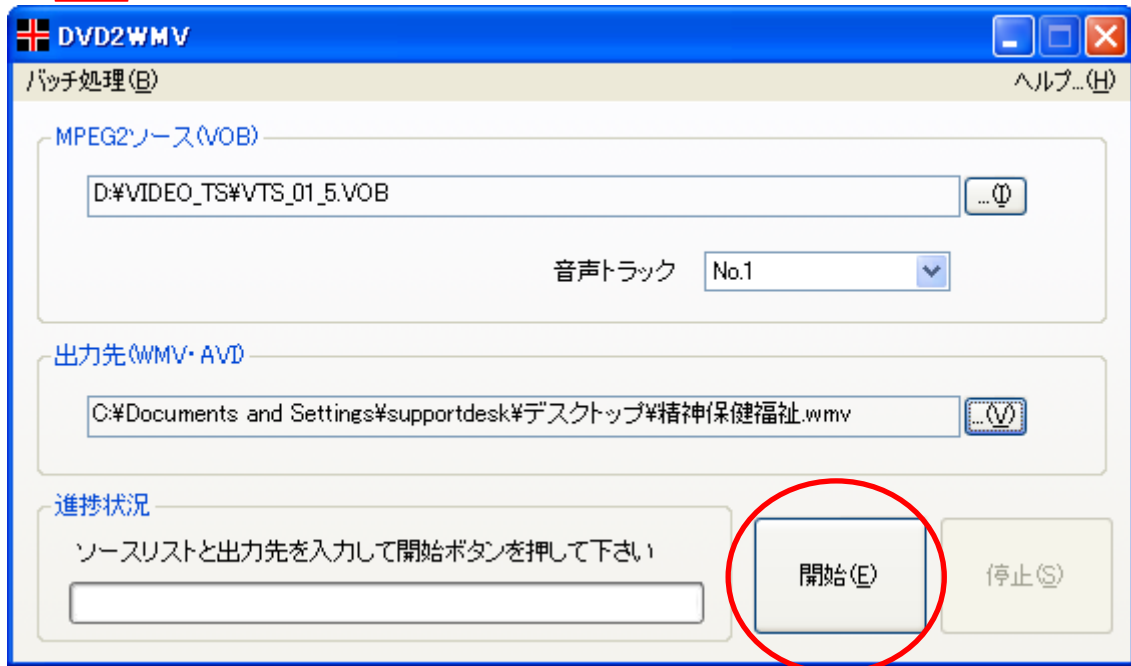 DVD2WMV
バッチ処理(B) ヘルプ...(H)
MPEG2ソース(VOB)
D:¥VIDEO_TS¥VTS_01_5.VOB ...(I)
音声トラック No.1
出力先(WMV・AVI)
C:¥Documents and Settings¥supportdesk¥デスクトップ¥精神保健福祉.wmv ...(V)
進捗状況
ソースリストと出力先を入力して開始ボタンを押して下さい
開始(E) 停止(S)